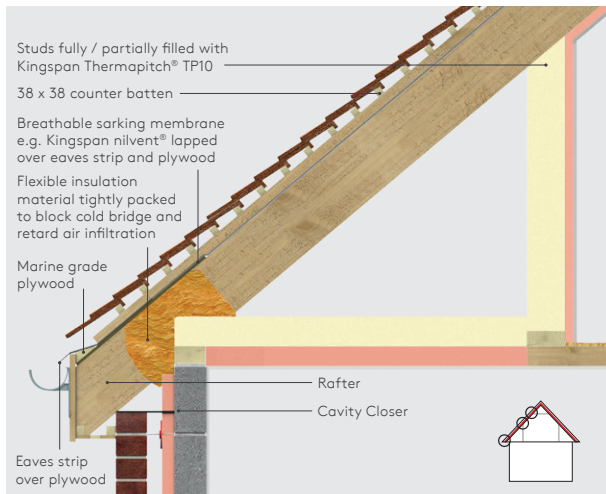 Studs fully / partially filled with
Kingspan Thermapitch® TP10
38 x 38 counter batten
Breathable sarking membrane
e.g. Kingspan nilvent® lapped
over eaves strip and plywood
Flexible insulation
material tightly packed
to block cold bridge and
retard air infiltration
Marine grade
plywood
Rafter
Cavity Closer
Eaves strip
over plywood